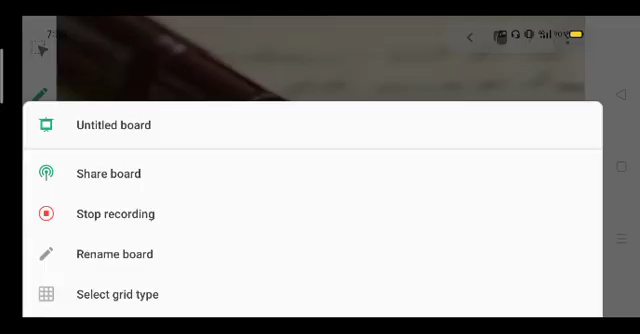 Untitled board
Share board
Stop recording
Rename board
Select grid type